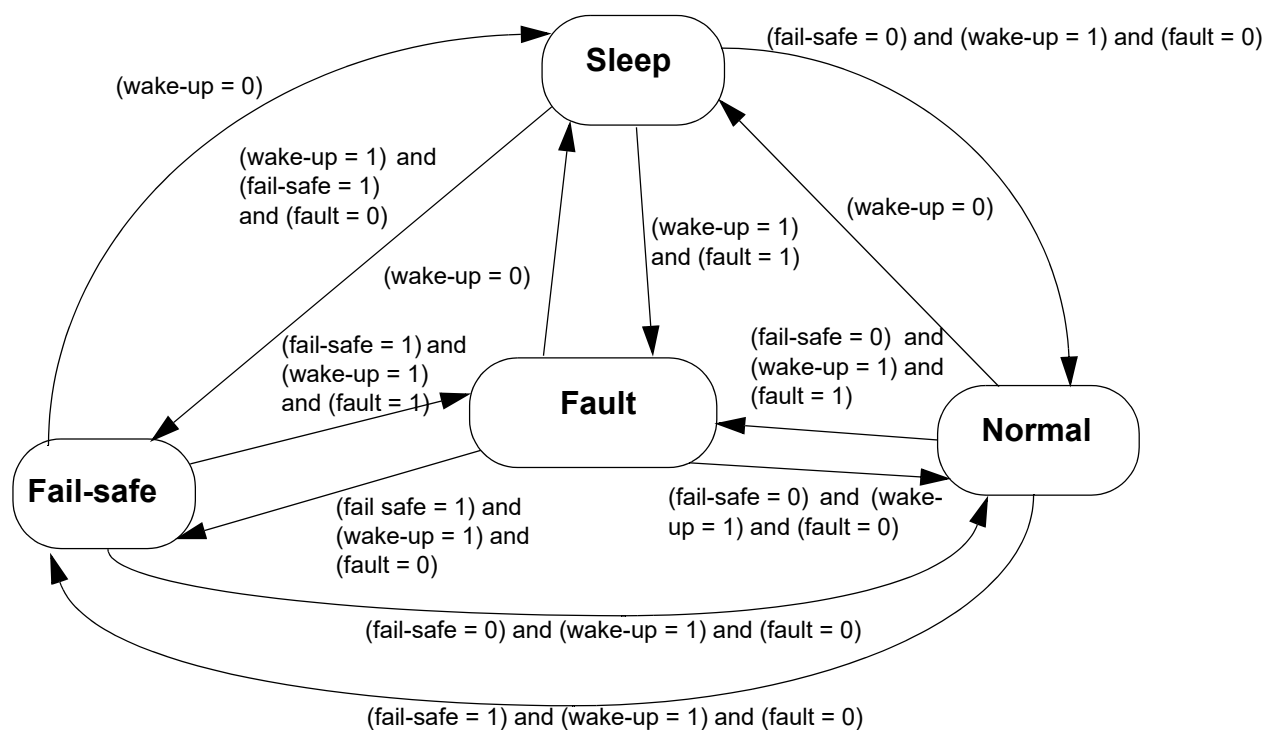 Sleep
(fail-safe = 0) and (wake-up = 1) and (fault = 0)
(wake-up = 0)
(wake-up = 1) and
(fail-safe = 1)
and (fault = 0)
(wake-up = 0)
(wake-up = 1)
and (fault = 1)
(wake-up = 0)
(fail-safe = 1) and
(wake-up = 1)
and (fault = 1)
Fault
(fail-safe = 0) and
(wake-up = 1) and
(fault = 1)
Normal
Fail-safe
(fail safe = 1) and
(wake-up = 1) and
(fault = 0)
(fail-safe = 0) and (wake-
up = 1) and (fault = 0)
(fail-safe = 0) and (wake-up = 1) and (fault = 0)
(fail-safe = 1) and (wake-up = 1) and (fault = 0)